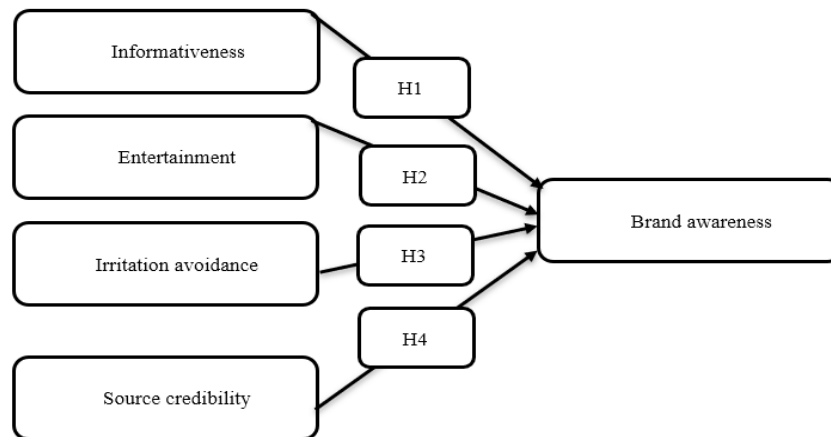 Informativeness
H1
Entertainment
H2
Brand awareness
Irritation avoidance
H3
H4
Source credibility